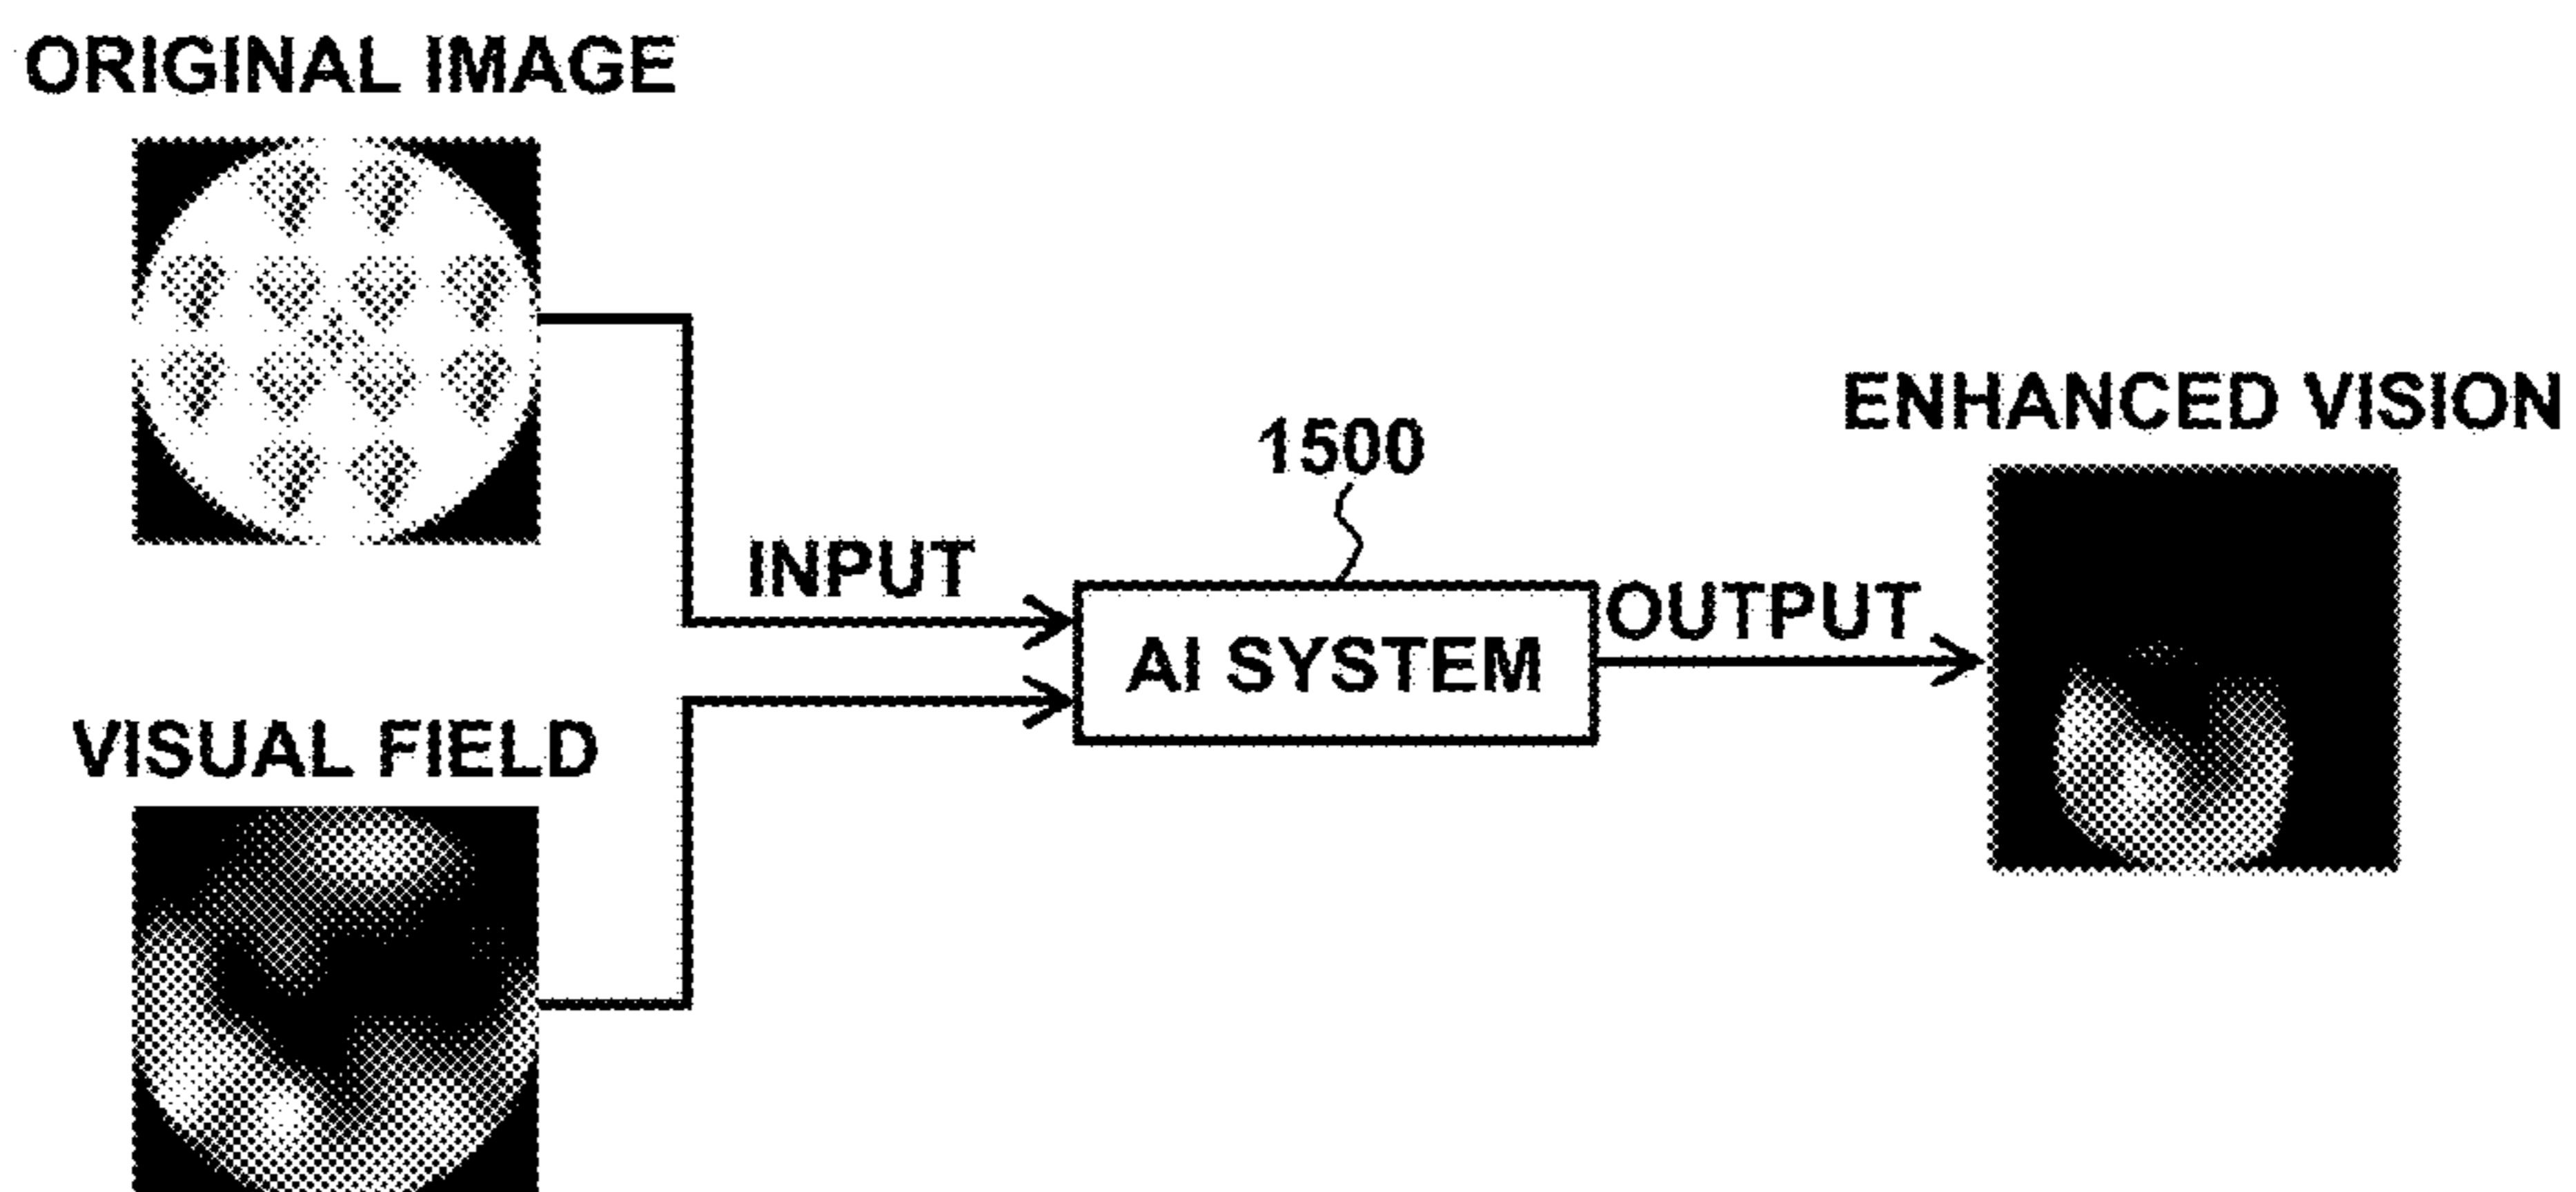 ORIGINAL IMAGE
VISUAL FIELD
INPUT
1500
AI SYSTEM
OUTPUT
ENHANCED VISION